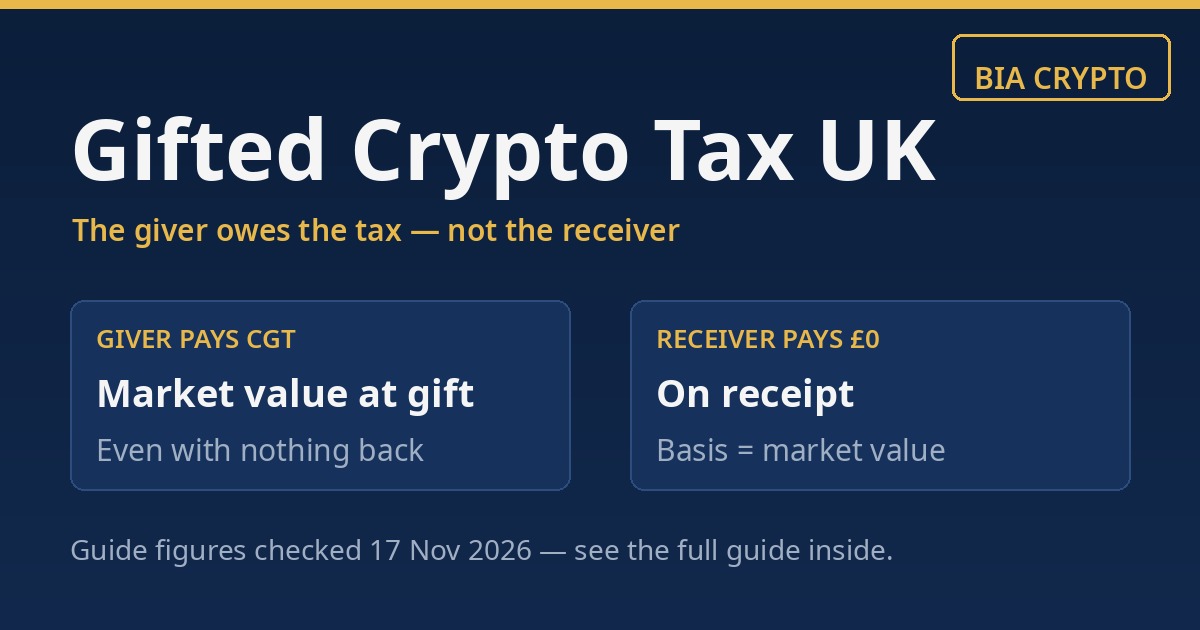 BIA CRYPTO
Gifted Crypto Tax UK
The giver owes the tax — not the receiver
GIVER PAYS CGT
Market value at gift
Even with nothing back
RECEIVER PAYS £0
On receipt
Basis = market value
Guide figures checked 17 Nov 2026 — see the full guide inside.